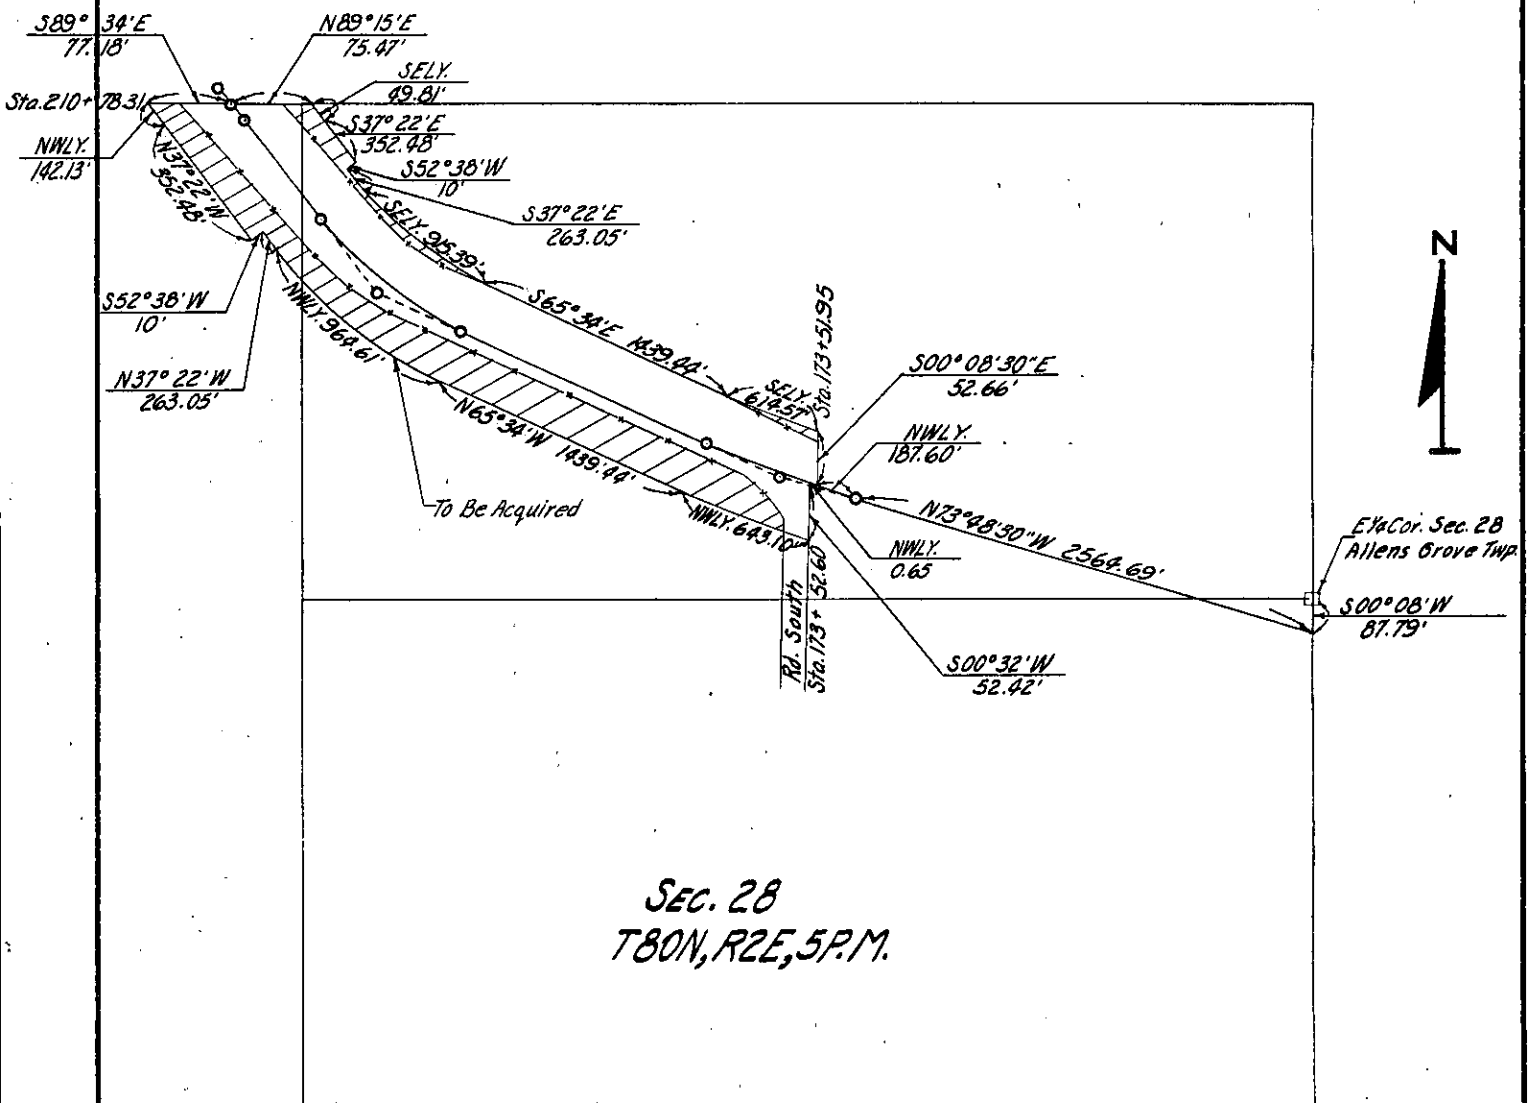 S89°34'E
77.18'
N89°15'E
75.47'
SELY.
49.81'
Sta. 210+78.31
S37°22'E
352.48'
NWLY.
142.13'
N37°22'W
352.48'
S52°38'W
10'
S37°22'E
263.05'
SELY. 915.39'
N
S52°38'W
10'
NWLY. 964.61'
S65°34'E 1439.44'
Sta. 173+51.95
S00°08'30"E
52.66'
N37°22'W
263.05'
SELY.
614.57'
NWLY.
187.60'
N65°34'W 1439.44'
To Be Acquired
NWLY. 643.10'
N73°48'30"W 2564.69'
E¼Cor. Sec. 28
Allens Grove Twp.
NWLY.
0.65
S00°08'W
87.79'
Rd. South
Sta. 173+52.60
S00°32'W
52.42'
SEC. 28
T80N, R2E, 5P.M.